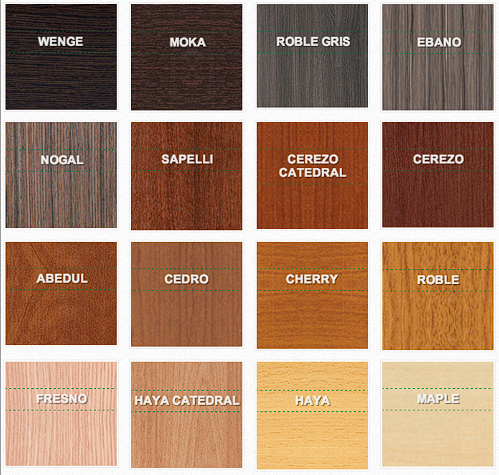 WENGE
MOKA
ROBLE GRIS
EBANO
NOGAL
SAPELLI
CEREZO
CATEDRAL
CEREZO
ABEDUL
CEDRO
CHERRY
ROBLE
FRESNO
HAYA CATEDRAL
HAYA
MAPLE